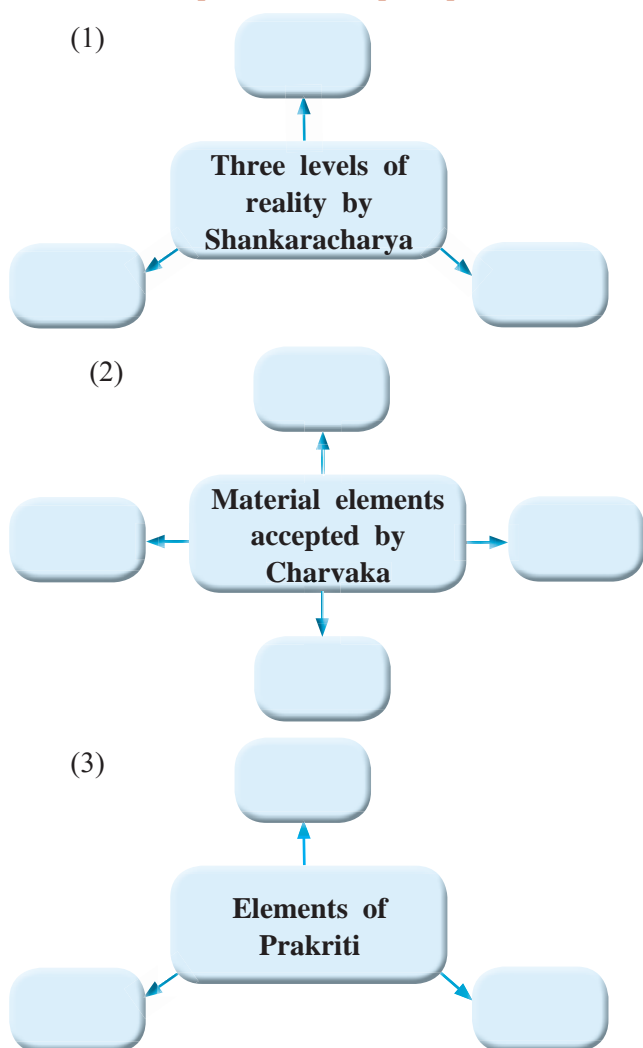 (1)
Three levels of
reality by
Shankaracharya
(2)
Material elements
accepted by
Charvaka
(3)
Elements of
Prakriti